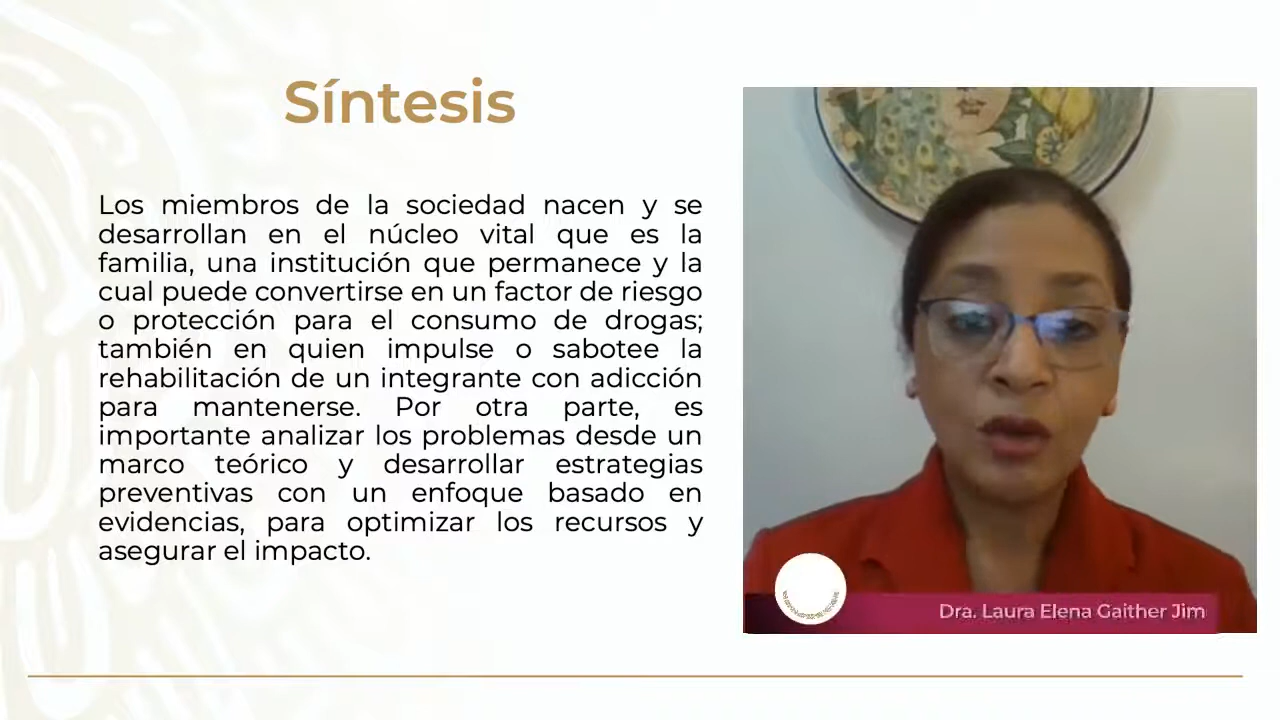 Síntesis
Los miembros de la sociedad nacen y se
desarrollan en el núcleo vital que es la
familia, una institución que permanece y la
cual puede convertirse en un factor de riesgo
o protección para el consumo de drogas;
también en quien impulse o sabotee la
rehabilitación de un integrante con adicción
para mantenerse. Por otra parte, es
importante analizar los problemas desde un
marco teórico y desarrollar estrategias
preventivas con un enfoque basado en
evidencias, para optimizar los recursos y
asegurar el impacto.
Dra. Laura Elena Gaither Jim